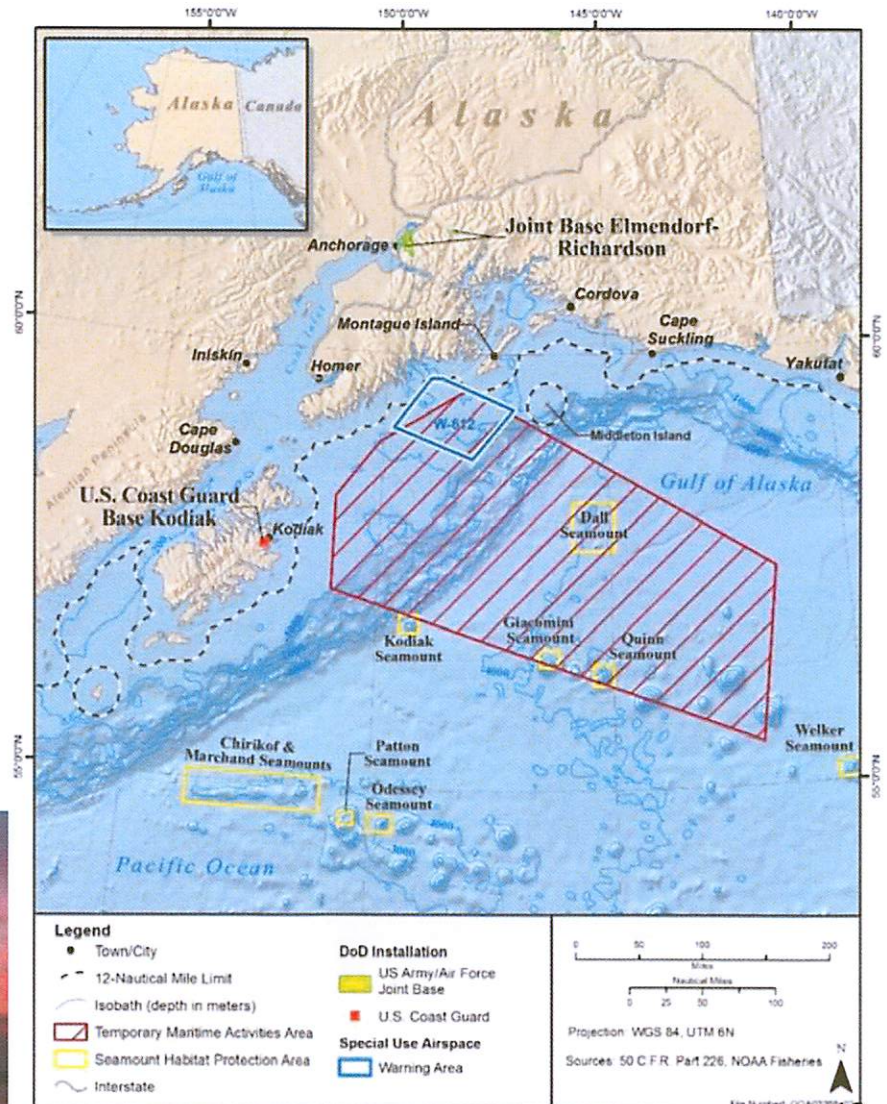 155°0'0"W
150°0'0"W
145°0'0"W
140°0'0"W
Alaska
Canada
Gulf of
Alaska
Alaska
Joint Base Elmendorf-
Richardson
Anchorage
Cordova
60°0'0"N
60°0'0"N
Montague Island
Cape
Suckling
Cook Inlet
Iniskin
Homer
Yakutat
W-612
Middleton Island
Cape
Douglas
Aleutian Peninsula
Gulf of Alaska
U.S. Coast Guard
Base Kodiak
Kodiak
Dall
Seamount
Kodiak
Seamount
Giacomini
Seamount
Quinn
Seamount
55°0'0"N
55°0'0"N
Welker
Seamount
Chirikof &
Marchand Seamounts
Patton
Seamount
Odessey
Seamount
Pacific Ocean
Legend
Town/City
12-Nautical Mile Limit
Isobath (depth in meters)
Temporary Maritime Activities Area
Seamount Habitat Protection Area
Interstate
DoD Installation
US Army/Air Force
Joint Base
U.S. Coast Guard
Special Use Airspace
Warning Area
0 50 100 200
Miles
Nautical Miles
0 25 50 100
Projection: WGS 84, UTM 6N
Sources: 50 C F R Part 226, NOAA Fisheries
N